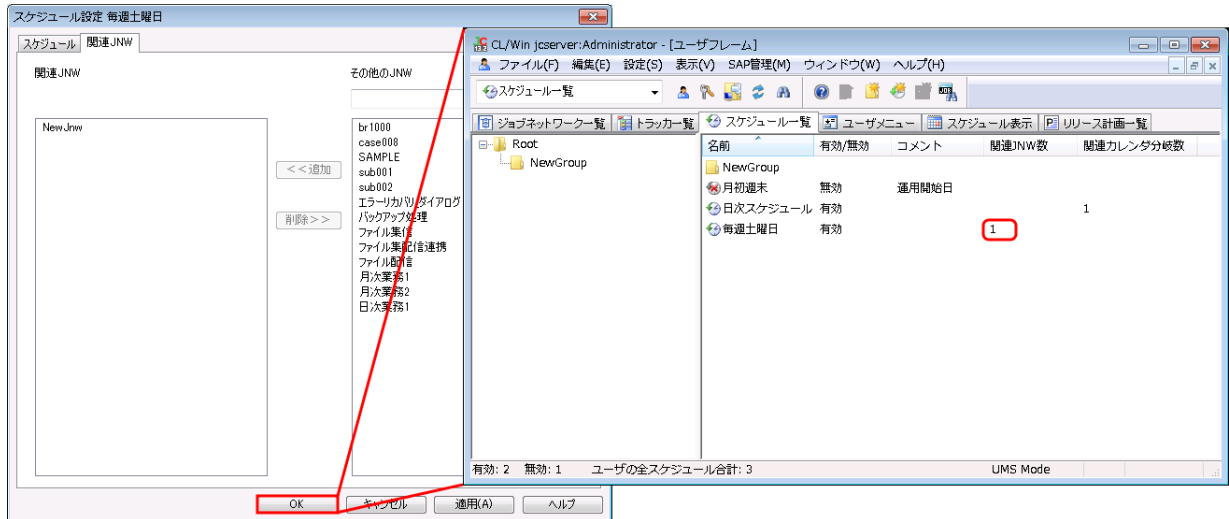 スケジュール設定 毎週土曜日
スケジュール 関連JNW
関連JNW
その他のJNW
NewJnw
br1000
case008
SAMPLE
sub001
sub002
エラーリカバリ_ダイアログ
バックアップ処理
ファイル集信
ファイル集配信連携
ファイル配信
月次業務1
月次業務2
日次業務1
<<追加
削除>>
OK キャンセル 適用(A) ヘルプ
CL/Win jcserver:Administrator - [ユーザフレーム]
ファイル(F) 編集(E) 設定(S) 表示(V) SAP管理(M) ウィンドウ(W) ヘルプ(H)
スケジュール一覧
ジョブネットワーク一覧 トラッカ一覧 スケジュール一覧 ユーザメニュー スケジュール表示 リリース計画一覧
Root
NewGroup
名前 有効/無効 コメント 関連JNW数 関連カレンダ分岐数
NewGroup
月初週末 無効 運用開始日
日次スケジュール 有効 1
毎週土曜日 有効 1
有効: 2 無効: 1 ユーザの全スケジュール合計: 3 UMS Mode